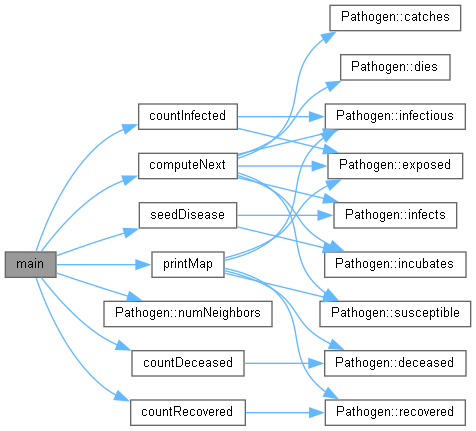 main
countInfected
computeNext
seedDisease
printMap
Pathogen::numNeighbors
countDeceased
countRecovered
Pathogen::catches
Pathogen::dies
Pathogen::infectious
Pathogen::exposed
Pathogen::infects
Pathogen::incubates
Pathogen::susceptible
Pathogen::deceased
Pathogen::recovered